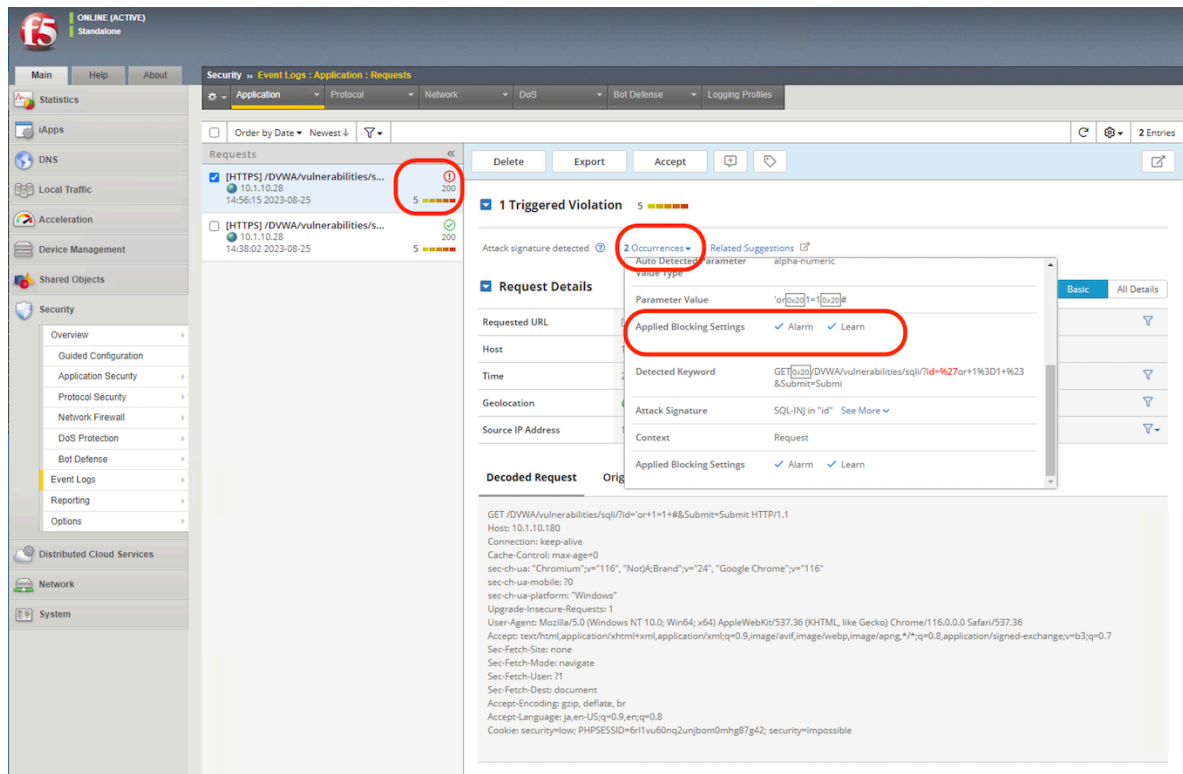 ONLINE (ACTIVE)
Standalone
f5
Main Help About
Security » Event Logs : Application : Requests
Application Protocol Network DoS Bot Defense Logging Profiles
Statistics
iApps
DNS
Local Traffic
Acceleration
Device Management
Shared Objects
Security
Overview
Guided Configuration
Application Security
Protocol Security
Network Firewall
DoS Protection
Bot Defense
Event Logs
Reporting
Options
Distributed Cloud Services
Network
System
Order by Date Newest 2 Entries
Requests
[HTTPS] /DVWA/vulnerabilities/s...
10.1.10.28 200
14:56:15 2023-08-25 5
[HTTPS] /DVWA/vulnerabilities/s...
10.1.10.28 200
14:38:02 2023-08-25 5
Delete Export Accept
1 Triggered Violation 5
Attack signature detected 2 Occurrences Related Suggestions
Auto Detected Parameter Value Type alpha-numeric
Request Details Basic All Details
Parameter Value 'or0x201=10x20#
Requested URL
Applied Blocking Settings Alarm Learn
Host
Time
Detected Keyword GET0x20/DVWA/vulnerabilities/sqli/?id=%27or+1%3D1+%23
&Submit=Submi
Geolocation
Attack Signature SQL-INJ in "id" See More
Source IP Address
Context Request
Applied Blocking Settings Alarm Learn
Decoded Request
GET /DVWA/vulnerabilities/sqli/?id='or+1=1+#&Submit=Submit HTTP/1.1
Host: 10.1.10.180
Connection: keep-alive
Cache-Control: max-age=0
sec-ch-ua: "Chromium";v="116", "Not)A;Brand";v="24", "Google Chrome";v="116"
sec-ch-ua-mobile: ?0
sec-ch-ua-platform: "Windows"
Upgrade-Insecure-Requests: 1
User-Agent: Mozilla/5.0 (Windows NT 10.0; Win64; x64) AppleWebKit/537.36 (KHTML, like Gecko) Chrome/116.0.0.0 Safari/537.36
Accept: text/html,application/xhtml+xml,application/xml;q=0.9,image/avif,image/webp,image/apng,*/*;q=0.8,application/signed-exchange;v=b3;q=0.7
Sec-Fetch-Site: none
Sec-Fetch-Mode: navigate
Sec-Fetch-User: ?1
Sec-Fetch-Dest: document
Accept-Encoding: gzip, deflate, br
Accept-Language: ja,en-US;q=0.9,en;q=0.8
Cookie: security=low; PHPSESSID=6rl1vu60nq2unjbom0mhg87g42; security=impossible